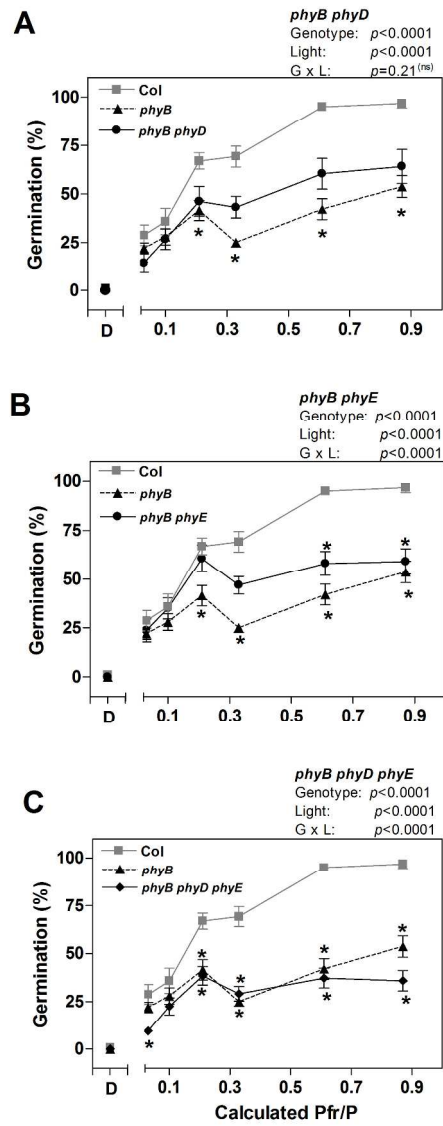 A
phyB phyD
Genotype: p<0.0001
Light: p<0.0001
G x L: p=0.21(ns)
Germination (%)
100
75
50
25
0
Col
phyB
phyB phyD
*
*
*
*
D
0.1
0.3
0.5
0.7
0.9
B
phyB phyE
Genotype: p<0.0001
Light: p<0.0001
G x L: p<0.0001
Germination (%)
100
75
50
25
0
Col
phyB
phyB phyE
*
*
*
*
*
*
D
0.1
0.3
0.5
0.7
0.9
C
phyB phyD phyE
Genotype: p<0.0001
Light: p<0.0001
G x L: p<0.0001
Germination (%)
100
75
50
25
0
Col
phyB
phyB phyD phyE
*
*
*
*
*
*
*
*
*
D
0.1
0.3
0.5
0.7
0.9
Calculated Pfr/P